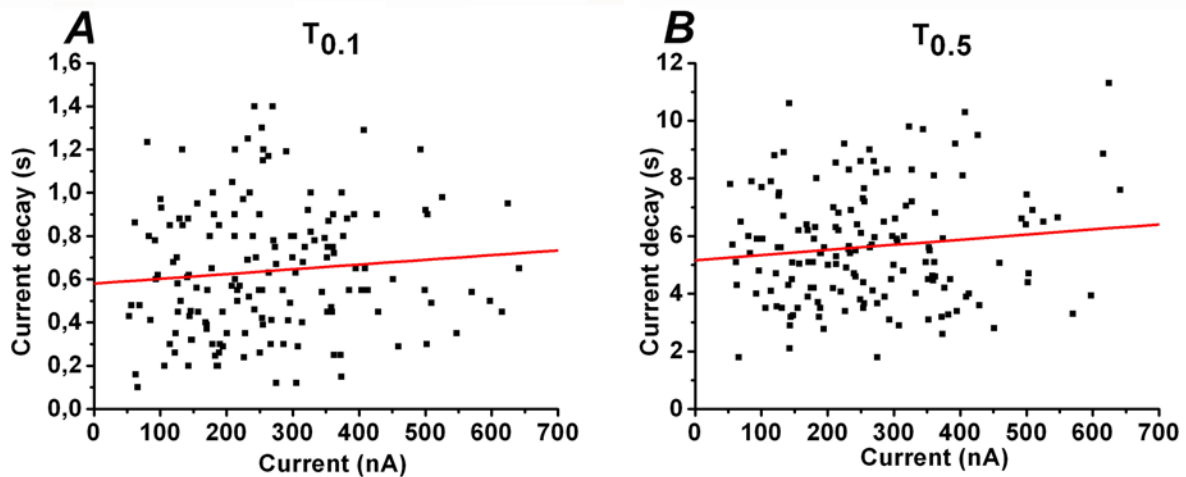 A
T0.1
Current decay (s)
1,6
1,4
1,2
1,0
0,8
0,6
0,4
0,2
0,0
0 100 200 300 400 500 600 700
Current (nA)
B
T0.5
Current decay (s)
12
10
8
6
4
2
0
0 100 200 300 400 500 600 700
Current (nA)